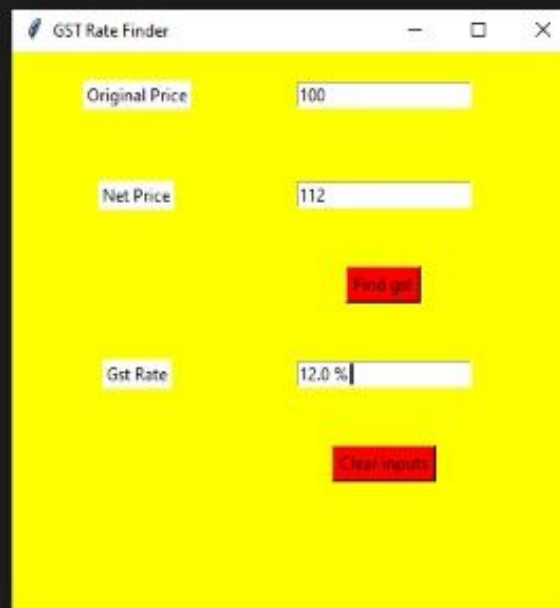 GST Rate Finder
Original Price 100
Net Price 112
Find gst
Gst Rate 12.0 %
Clear inputs